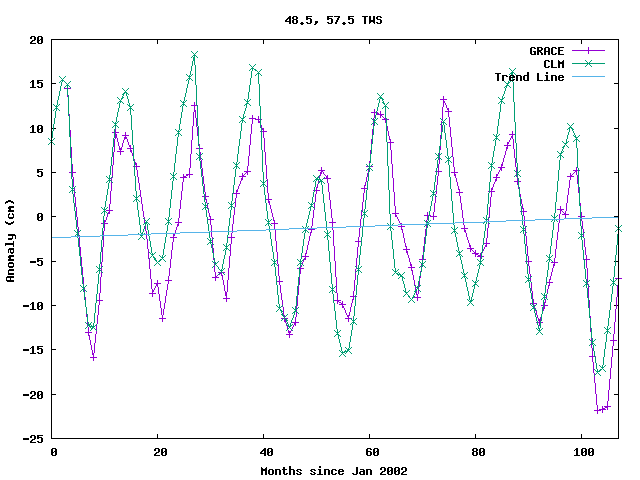 48.5, 57.5 TWS
GRACE
CLM
Trend Line
20
15
10
5
0
-5
-10
-15
-20
-25
Anomaly (cm)
0 20 40 60 80 100
Months since Jan 2002